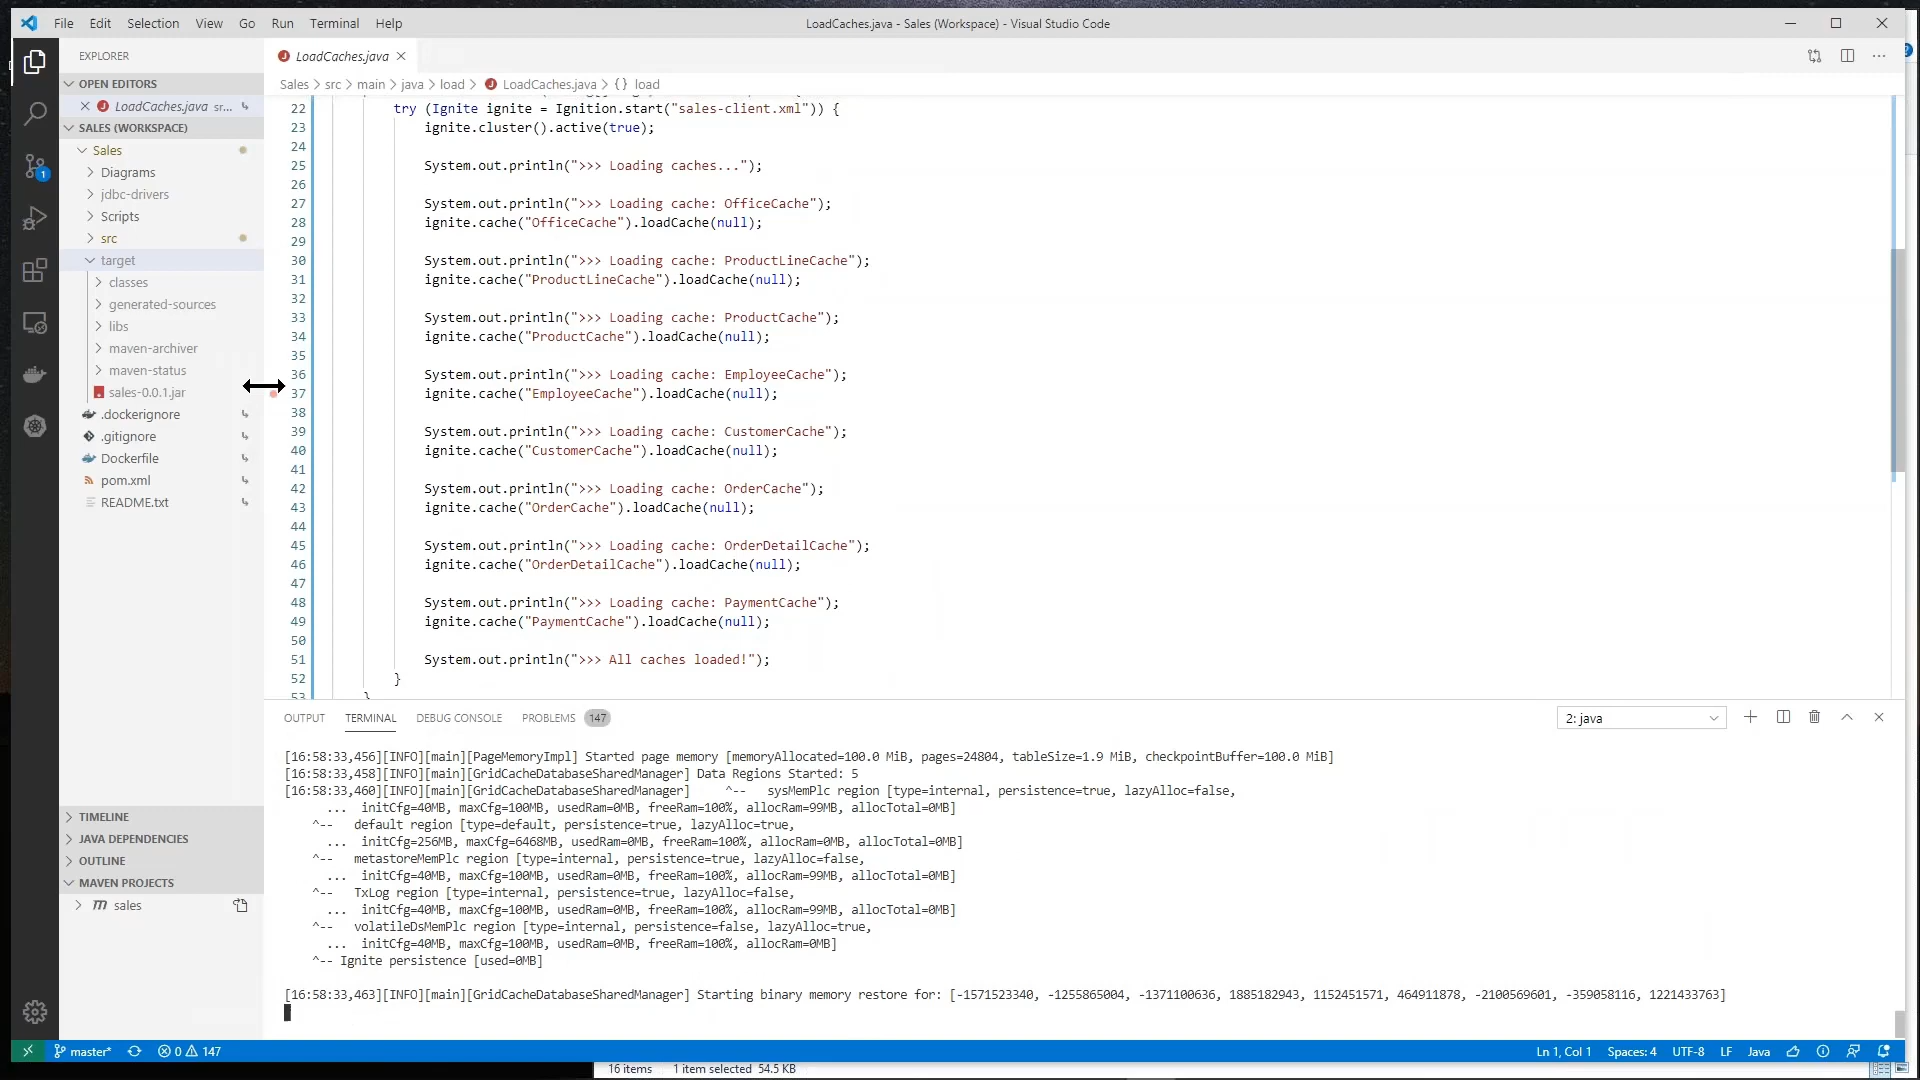 File Edit Selection View Go Run Terminal Help
LoadCaches.java - Sales (Workspace) - Visual Studio Code
EXPLORER
OPEN EDITORS
LoadCaches.java sr...
SALES (WORKSPACE)
Sales
Diagrams
jdbc-drivers
Scripts
src
target
classes
generated-sources
libs
maven-archiver
maven-status
sales-0.0.1.jar
.dockerignore
.gitignore
Dockerfile
pom.xml
README.txt
TIMELINE
JAVA DEPENDENCIES
OUTLINE
MAVEN PROJECTS
sales
1
LoadCaches.java
Sales > src > main > java > load > LoadCaches.java > {} load
22 try (Ignite ignite = Ignition.start("sales-client.xml")) {
23 ignite.cluster().active(true);
24
25 System.out.println(">>> Loading caches...");
26
27 System.out.println(">>> Loading cache: OfficeCache");
28 ignite.cache("OfficeCache").loadCache(null);
29
30 System.out.println(">>> Loading cache: ProductLineCache");
31 ignite.cache("ProductLineCache").loadCache(null);
32
33 System.out.println(">>> Loading cache: ProductCache");
34 ignite.cache("ProductCache").loadCache(null);
35
36 System.out.println(">>> Loading cache: EmployeeCache");
37 ignite.cache("EmployeeCache").loadCache(null);
38
39 System.out.println(">>> Loading cache: CustomerCache");
40 ignite.cache("CustomerCache").loadCache(null);
41
42 System.out.println(">>> Loading cache: OrderCache");
43 ignite.cache("OrderCache").loadCache(null);
44
45 System.out.println(">>> Loading cache: OrderDetailCache");
46 ignite.cache("OrderDetailCache").loadCache(null);
47
48 System.out.println(">>> Loading cache: PaymentCache");
49 ignite.cache("PaymentCache").loadCache(null);
50
51 System.out.println(">>> All caches loaded!");
52 }
53 }
OUTPUT TERMINAL DEBUG CONSOLE PROBLEMS 147
2: java
[16:58:33,456][INFO][main][PageMemoryImpl] Started page memory [memoryAllocated=100.0 MiB, pages=24804, tableSize=1.9 MiB, checkpointBuffer=100.0 MiB]
[16:58:33,458][INFO][main][GridCacheDatabaseSharedManager] Data Regions Started: 5
[16:58:33,460][INFO][main][GridCacheDatabaseSharedManager] ^-- sysMemPlc region [type=internal, persistence=true, lazyAlloc=false,
... initCfg=40MB, maxCfg=100MB, usedRam=0MB, freeRam=100%, allocRam=99MB, allocTotal=0MB]
^-- default region [type=default, persistence=true, lazyAlloc=true,
... initCfg=256MB, maxCfg=6468MB, usedRam=0MB, freeRam=100%, allocRam=0MB, allocTotal=0MB]
^-- metastoreMemPlc region [type=internal, persistence=true, lazyAlloc=false,
... initCfg=40MB, maxCfg=100MB, usedRam=0MB, freeRam=100%, allocRam=99MB, allocTotal=0MB]
^-- TxLog region [type=internal, persistence=true, lazyAlloc=false,
... initCfg=40MB, maxCfg=100MB, usedRam=0MB, freeRam=100%, allocRam=99MB, allocTotal=0MB]
^-- volatileDsMemPlc region [type=internal, persistence=false, lazyAlloc=true,
... initCfg=40MB, maxCfg=100MB, usedRam=0MB, freeRam=100%, allocRam=0MB]
^-- Ignite persistence [used=0MB]
[16:58:33,463][INFO][main][GridCacheDatabaseSharedManager] Starting binary memory restore for: [-1571523340, -1255865004, -1371100636, 1885182943, 1152451571, 464911878, -2100569601, -359058116, 1221433763]
master* 0 147
Ln 1, Col 1 Spaces: 4 UTF-8 LF Java
16 items 1 item selected 54.5 KB